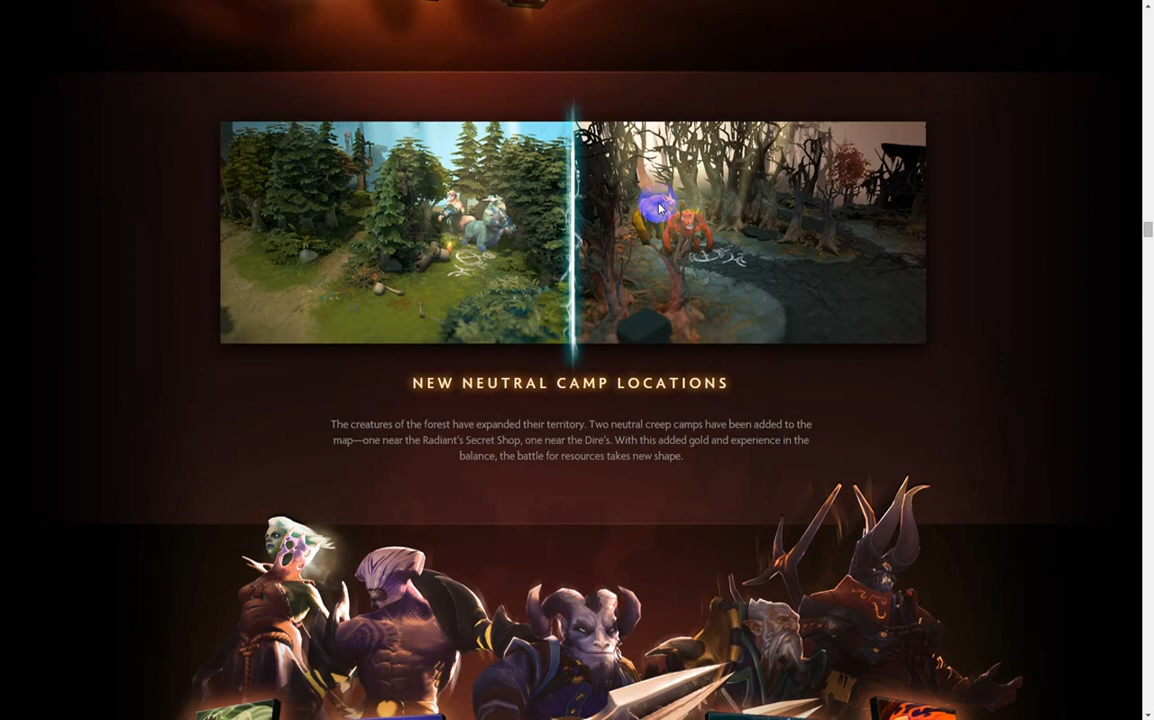 NEW NEUTRAL CAMP LOCATIONS
The creatures of the forest have expanded their territory. Two neutral creep camps have been added to the
map—one near the Radiant's Secret Shop, one near the Dire's. With this added gold and experience in the
balance, the battle for resources takes new shape.